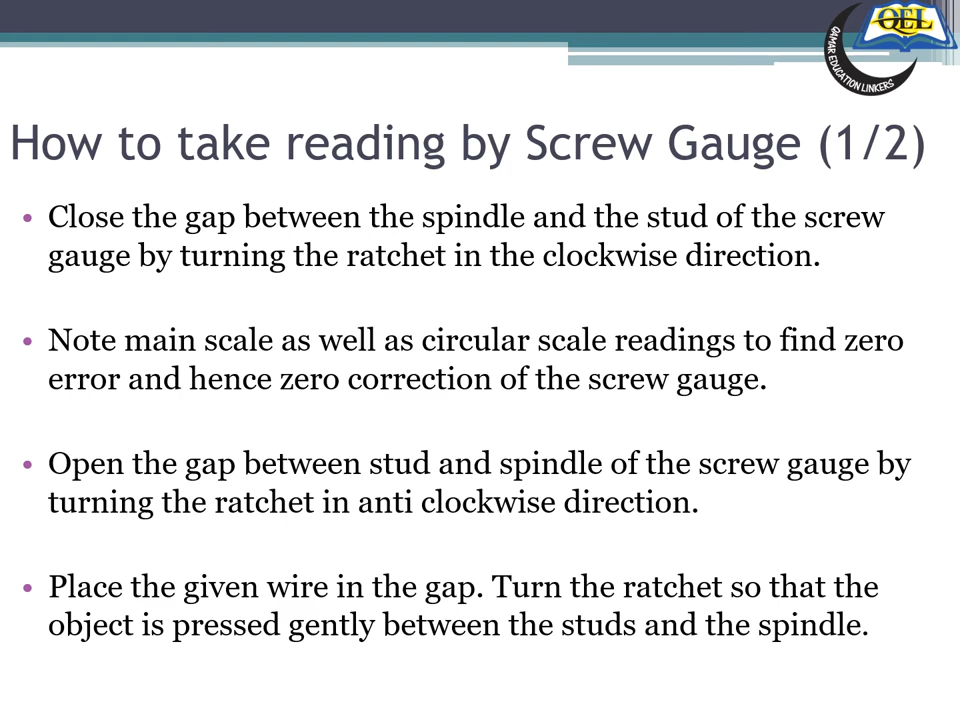 QEL
QAMAR EDUCATION LINKERS
How to take reading by Screw Gauge (1/2)
• Close the gap between the spindle and the stud of the screw
gauge by turning the ratchet in the clockwise direction.
• Note main scale as well as circular scale readings to find zero
error and hence zero correction of the screw gauge.
• Open the gap between stud and spindle of the screw gauge by
turning the ratchet in anti clockwise direction.
• Place the given wire in the gap. Turn the ratchet so that the
object is pressed gently between the studs and the spindle.